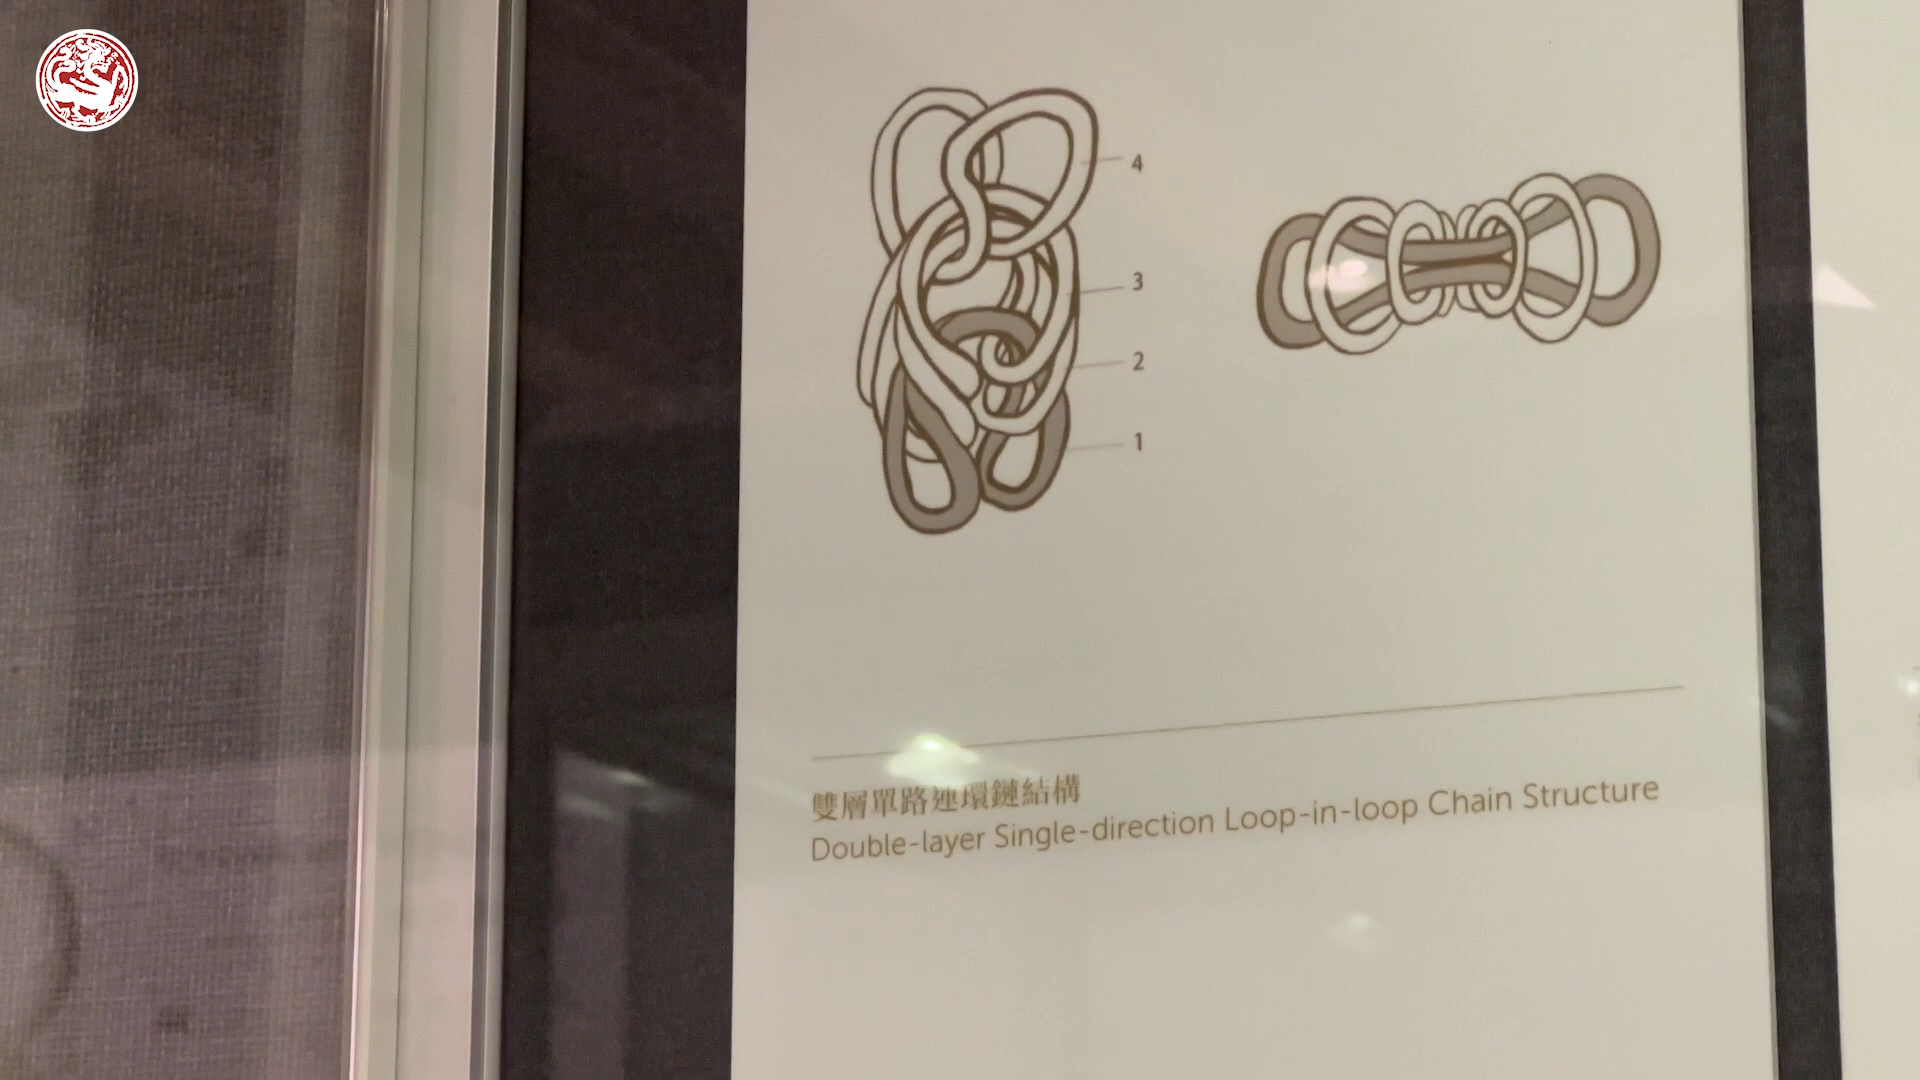 4
3
2
1
雙層單路連環鏈結構
Double-layer Single-direction Loop-in-loop Chain Structure